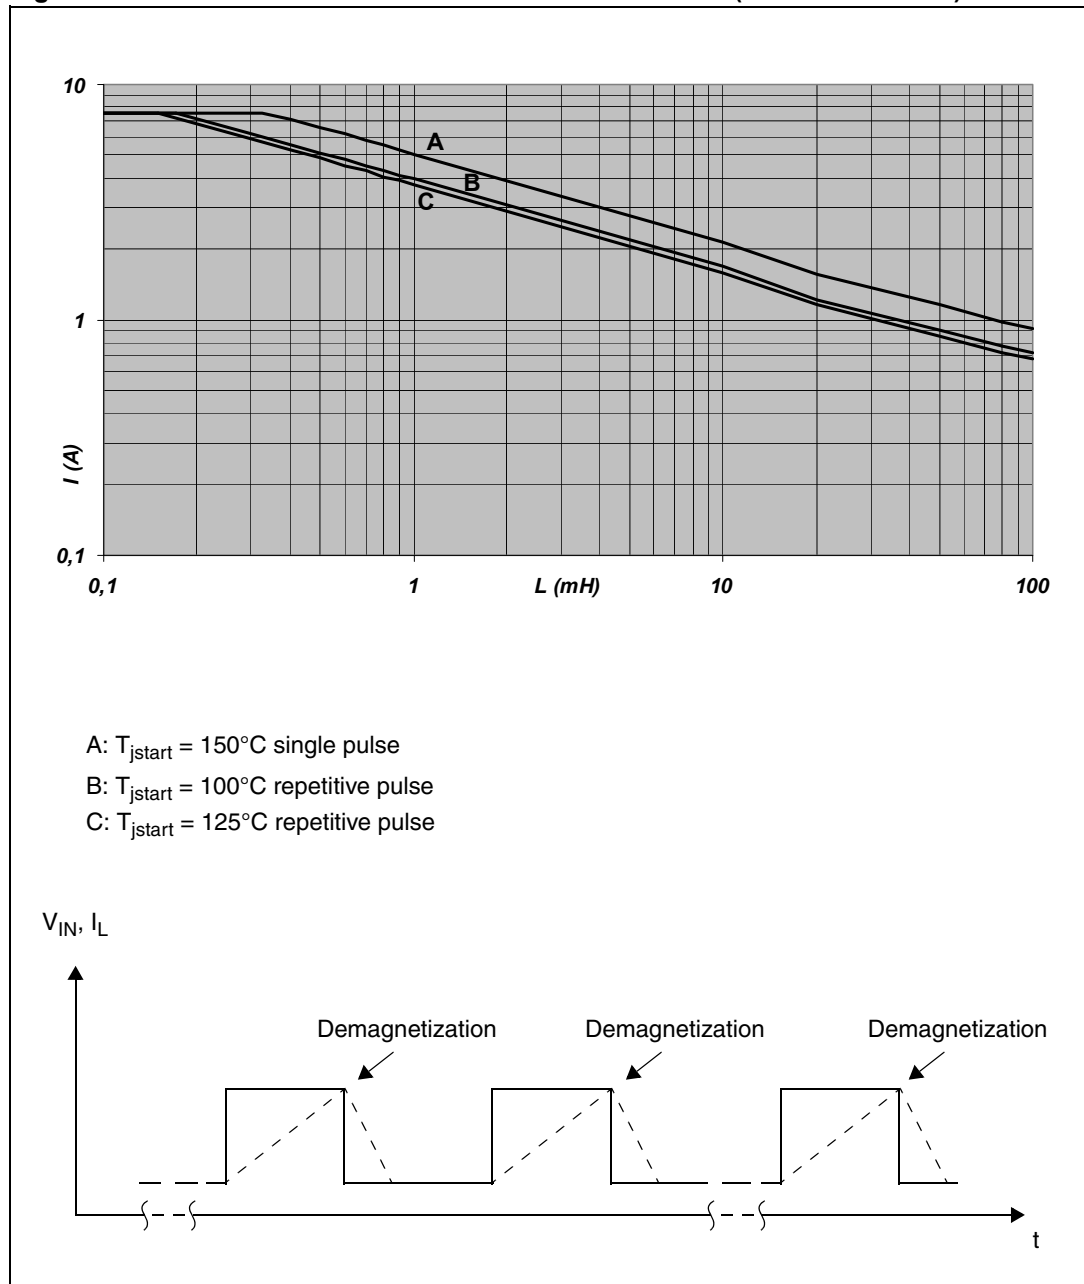 10
A
B
C
1
I (A)
0,1
0,1 1 L (mH) 10 100
A: Tjstart = 150°C single pulse
B: Tjstart = 100°C repetitive pulse
C: Tjstart = 125°C repetitive pulse
VIN, IL
Demagnetization Demagnetization Demagnetization
t